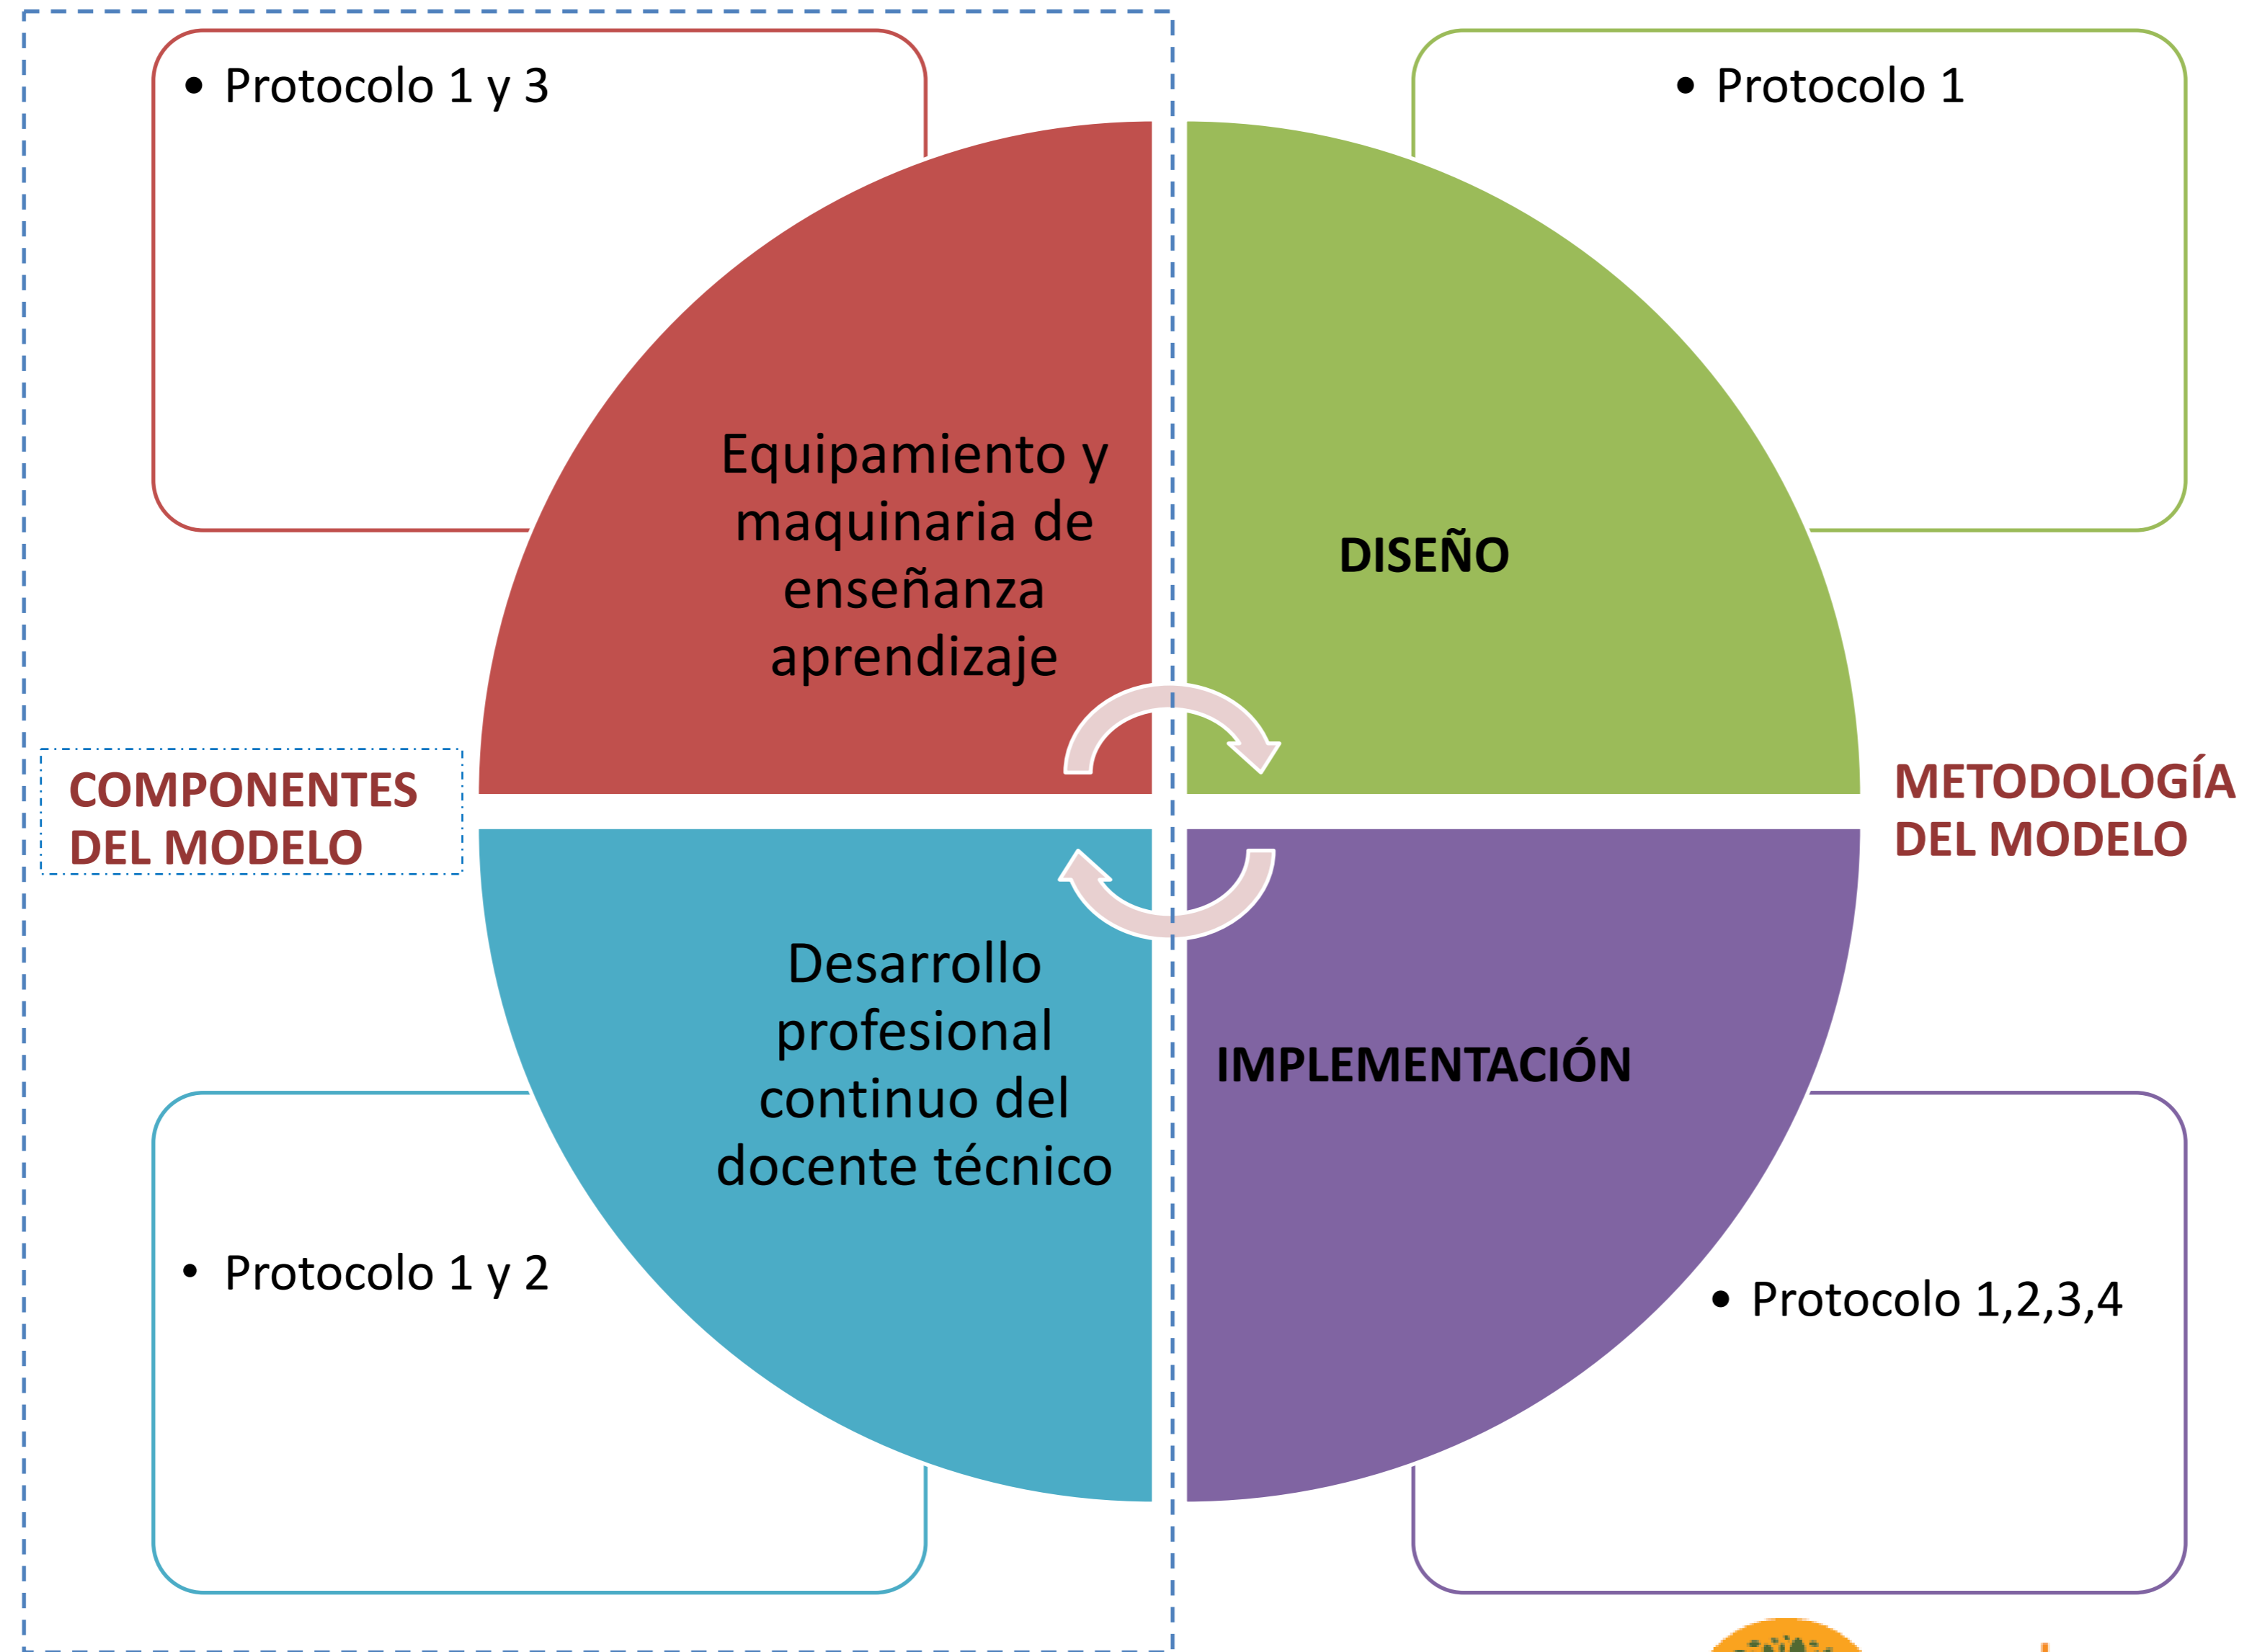 • Protocolo 1 y 3
• Protocolo 1
Equipamiento y
maquinaria de
enseñanza
aprendizaje
DISEÑO
COMPONENTES
DEL MODELO
METODOLOGÍA
DEL MODELO
Desarrollo
profesional
continuo del
docente técnico
IMPLEMENTACIÓN
• Protocolo 1 y 2
• Protocolo 1,2,3,4